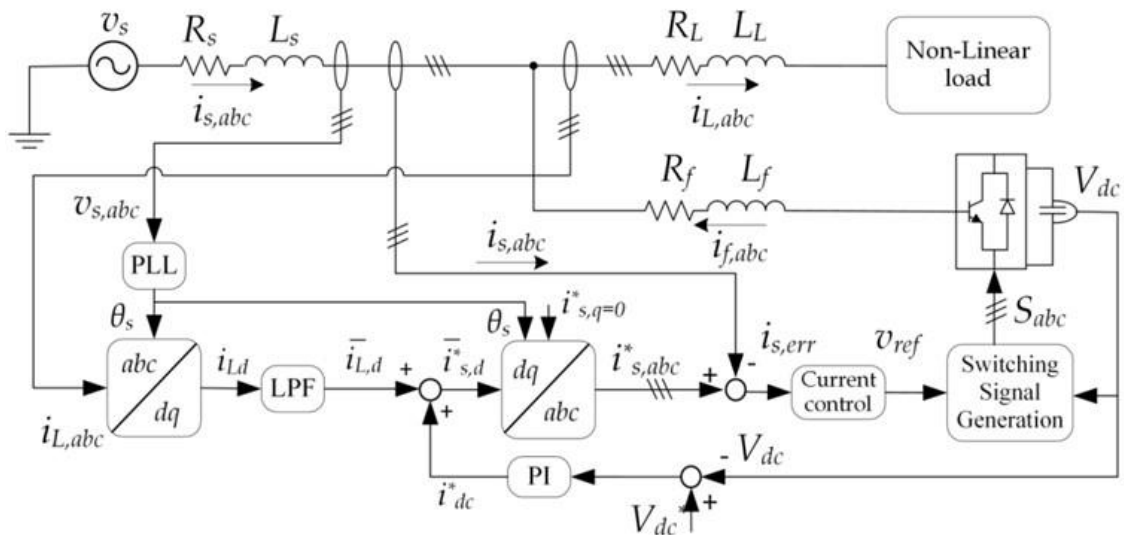 v_s
R_s
L_s
R_L
L_L
Non-Linear
load
i_s,abc
i_L,abc
R_f
L_f
V_dc
v_s,abc
i_s,abc
i_f,abc
PLL
θ_s
θ_s
i*_s,q=0
S_abc
abc
dq
i_Ld
LPF
i̅_L,d
+
+
i̅*_s,d
dq
abc
i*_s,abc
+
-
i_s,err
Current
control
v_ref
Switching
Signal
Generation
i_L,abc
i*_dc
PI
- V_dc
+
V_dc*